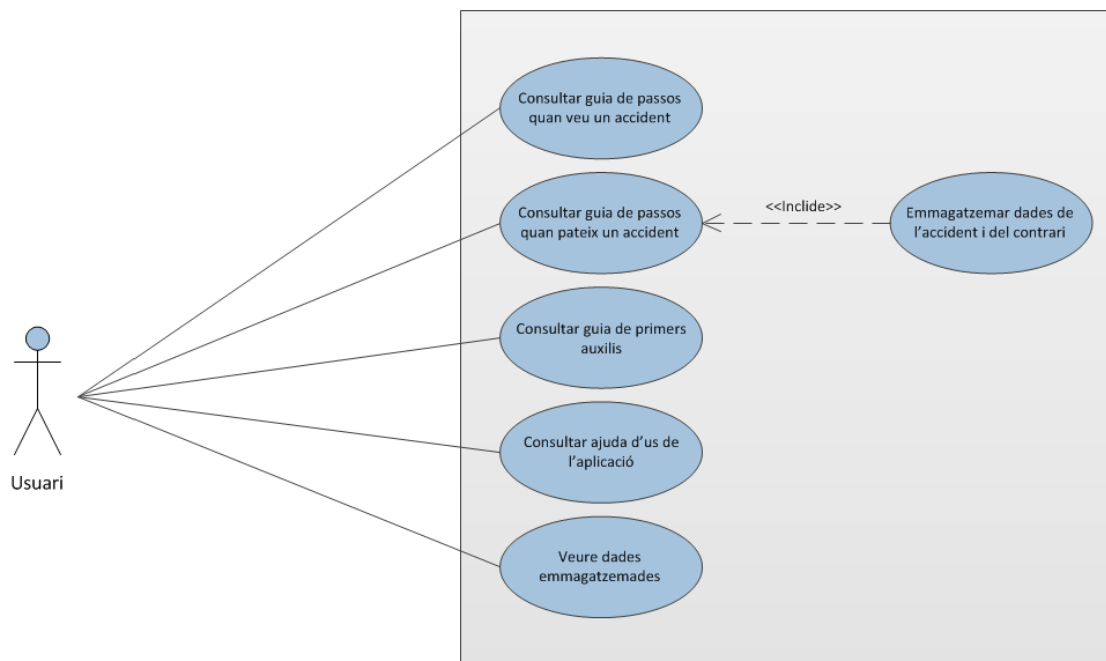 Consultar guia de passos
quan veu un accident
Consultar guia de passos
quan pateix un accident
<<Inclide>>
Emmagatzemar dades de
l'accident i del contrari
Consultar guia de primers
auxilis
Consultar ajuda d'us de
l'aplicació
Usuari
Veure dades
emmagatzemades